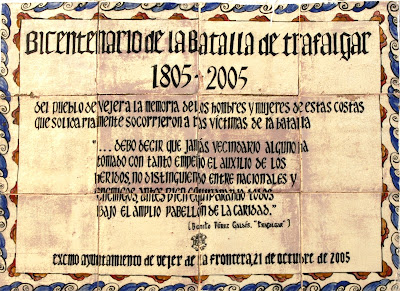 Bicentenario de la Batalla de Trafalgar
1805-2005
del pueblo de Vejer a la memoria de los hombres y mujeres de estas costas
que solidariamente socorrieron a las víctimas de la batalla
"... debo decir que jamás vecindario alguno ha
tomado con tanto empeño el auxilio de los
heridos, no distinguiendo entre nacionales y
enemigos, antes bien equiparando todos
bajo el amplio pabellón de la caridad."
(Benito Pérez Galdós. "Trafalgar")
excmo ayuntamiento de vejer de la frontera, 21 de octubre de 2005